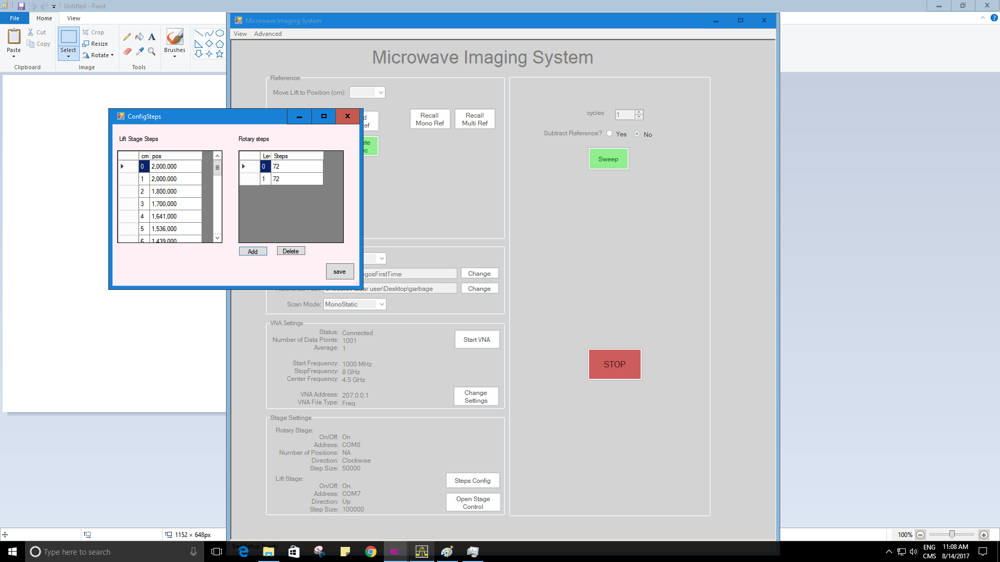 Untitled - Paint
File Home View
Paste
Cut
Copy
Clipboard
Select
Crop
Resize
Rotate
Image
Tools
Brushes
Microwave Imaging System
View Advanced
Microwave Imaging System
Reference
Move Lift to Position (cm):
Recall
Mono Ref
Recall
Multi Ref
cycles 1
Subtract Reference? Yes No
Sweep
STOP
ConfigSteps
Lift Stage Steps
cm pos
0 2,000,000
1 2,000,000
2 1,800,000
3 1,700,000
4 1,641,000
5 1,536,000
6 1,439,000
Rotary steps
Lev Steps
0 72
1 72
Add Delete
save
egosFirstTime Change
user\Desktop\garbage Change
Scan Mode: MonoStatic
VNA Settings
Status: Connected
Number of Data Points: 1001
Average: 1
Start VNA
Start Frequency: 1000 MHz
StopFrequency: 8 GHz
Center Frequency: 4.5 GHz
VNA Address: 207.0.0.1
VNA File Type: Freq
Change
Settings
Stage Settings
Rotary Stage:
On/Off: On
Address: COM8
Number of Positions: NA
Direction: Clockwise
Step Size: 50000
Lift Stage:
On/Off: On
Address: COM7
Direction: Up
Step Size: 100000
Steps Config
Open Stage
Control
1152 × 648px
100%
Type here to search
ENG
CMS
11:08 AM
8/14/2017